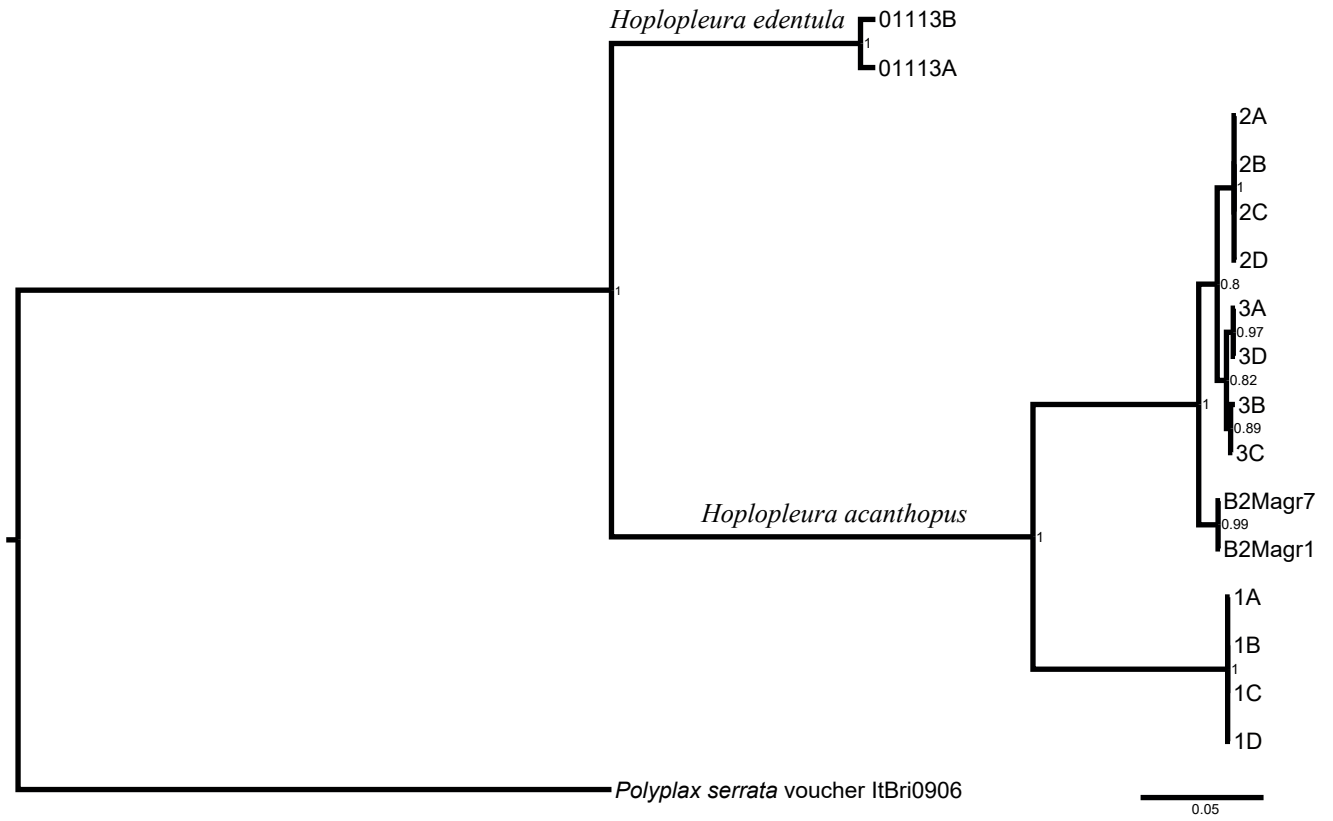 Hoplopleura edentula
01113B
1
01113A
2A
2B
1
2C
2D
0.8
1
3A
0.97
3D
0.82
3B
1
0.89
3C
B2Magr7
Hoplopleura acanthopus
0.99
1
B2Magr1
1A
1B
1
1C
1D
Polyplax serrata voucher ItBri0906
0.05